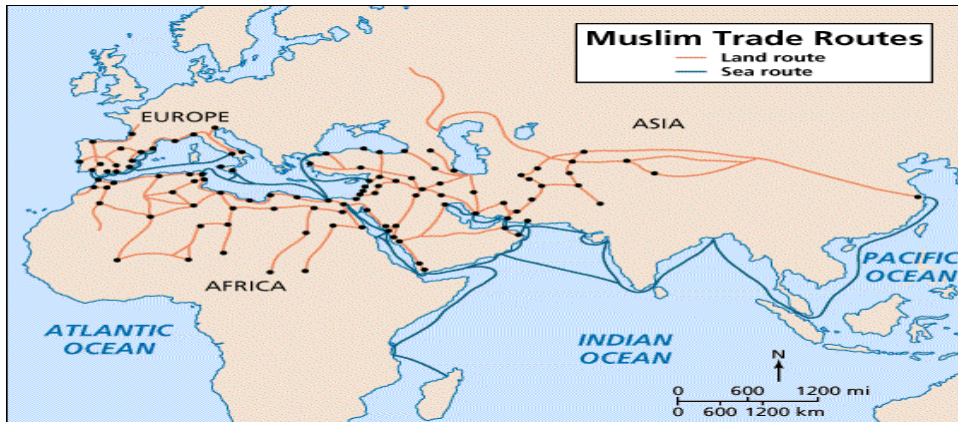 Muslim Trade Routes
Land route
Sea route
EUROPE
ASIA
AFRICA
PACIFIC
OCEAN
ATLANTIC
OCEAN
INDIAN
OCEAN
N
0 600 1200 mi
0 600 1200 km